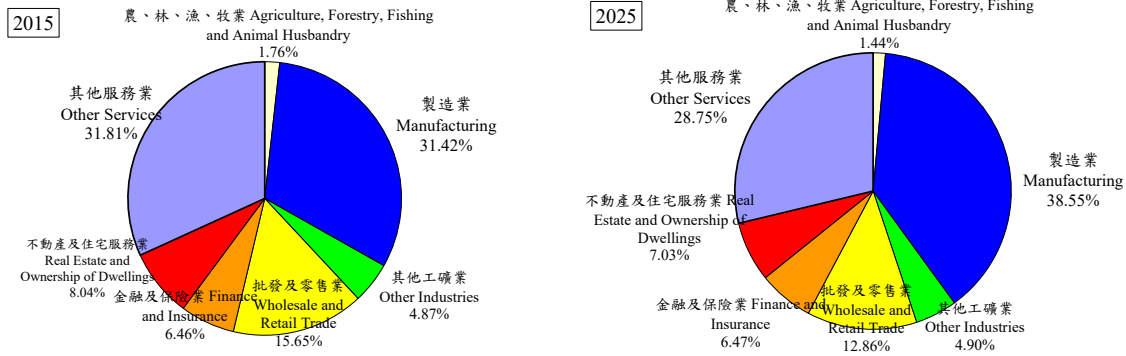 2015
農、林、漁、牧業 Agriculture, Forestry, Fishing
and Animal Husbandry
1.76%
其他服務業
Other Services
31.81%
製造業
Manufacturing
31.42%
不動產及住宅服務業
Real Estate and
Ownership of Dwellings
8.04%
金融及保險業 Finance
and Insurance
6.46%
批發及零售業
Wholesale and
Retail Trade
15.65%
其他工礦業
Other Industries
4.87%
2025
農、林、漁、牧業 Agriculture, Forestry, Fishing
and Animal Husbandry
1.44%
其他服務業
Other Services
28.75%
製造業
Manufacturing
38.55%
不動產及住宅服務業 Real
Estate and Ownership of
Dwellings
7.03%
金融及保險業 Finance and
Insurance
6.47%
批發及零售業
Wholesale and
Retail Trade
12.86%
其他工礦業
Other Industries
4.90%